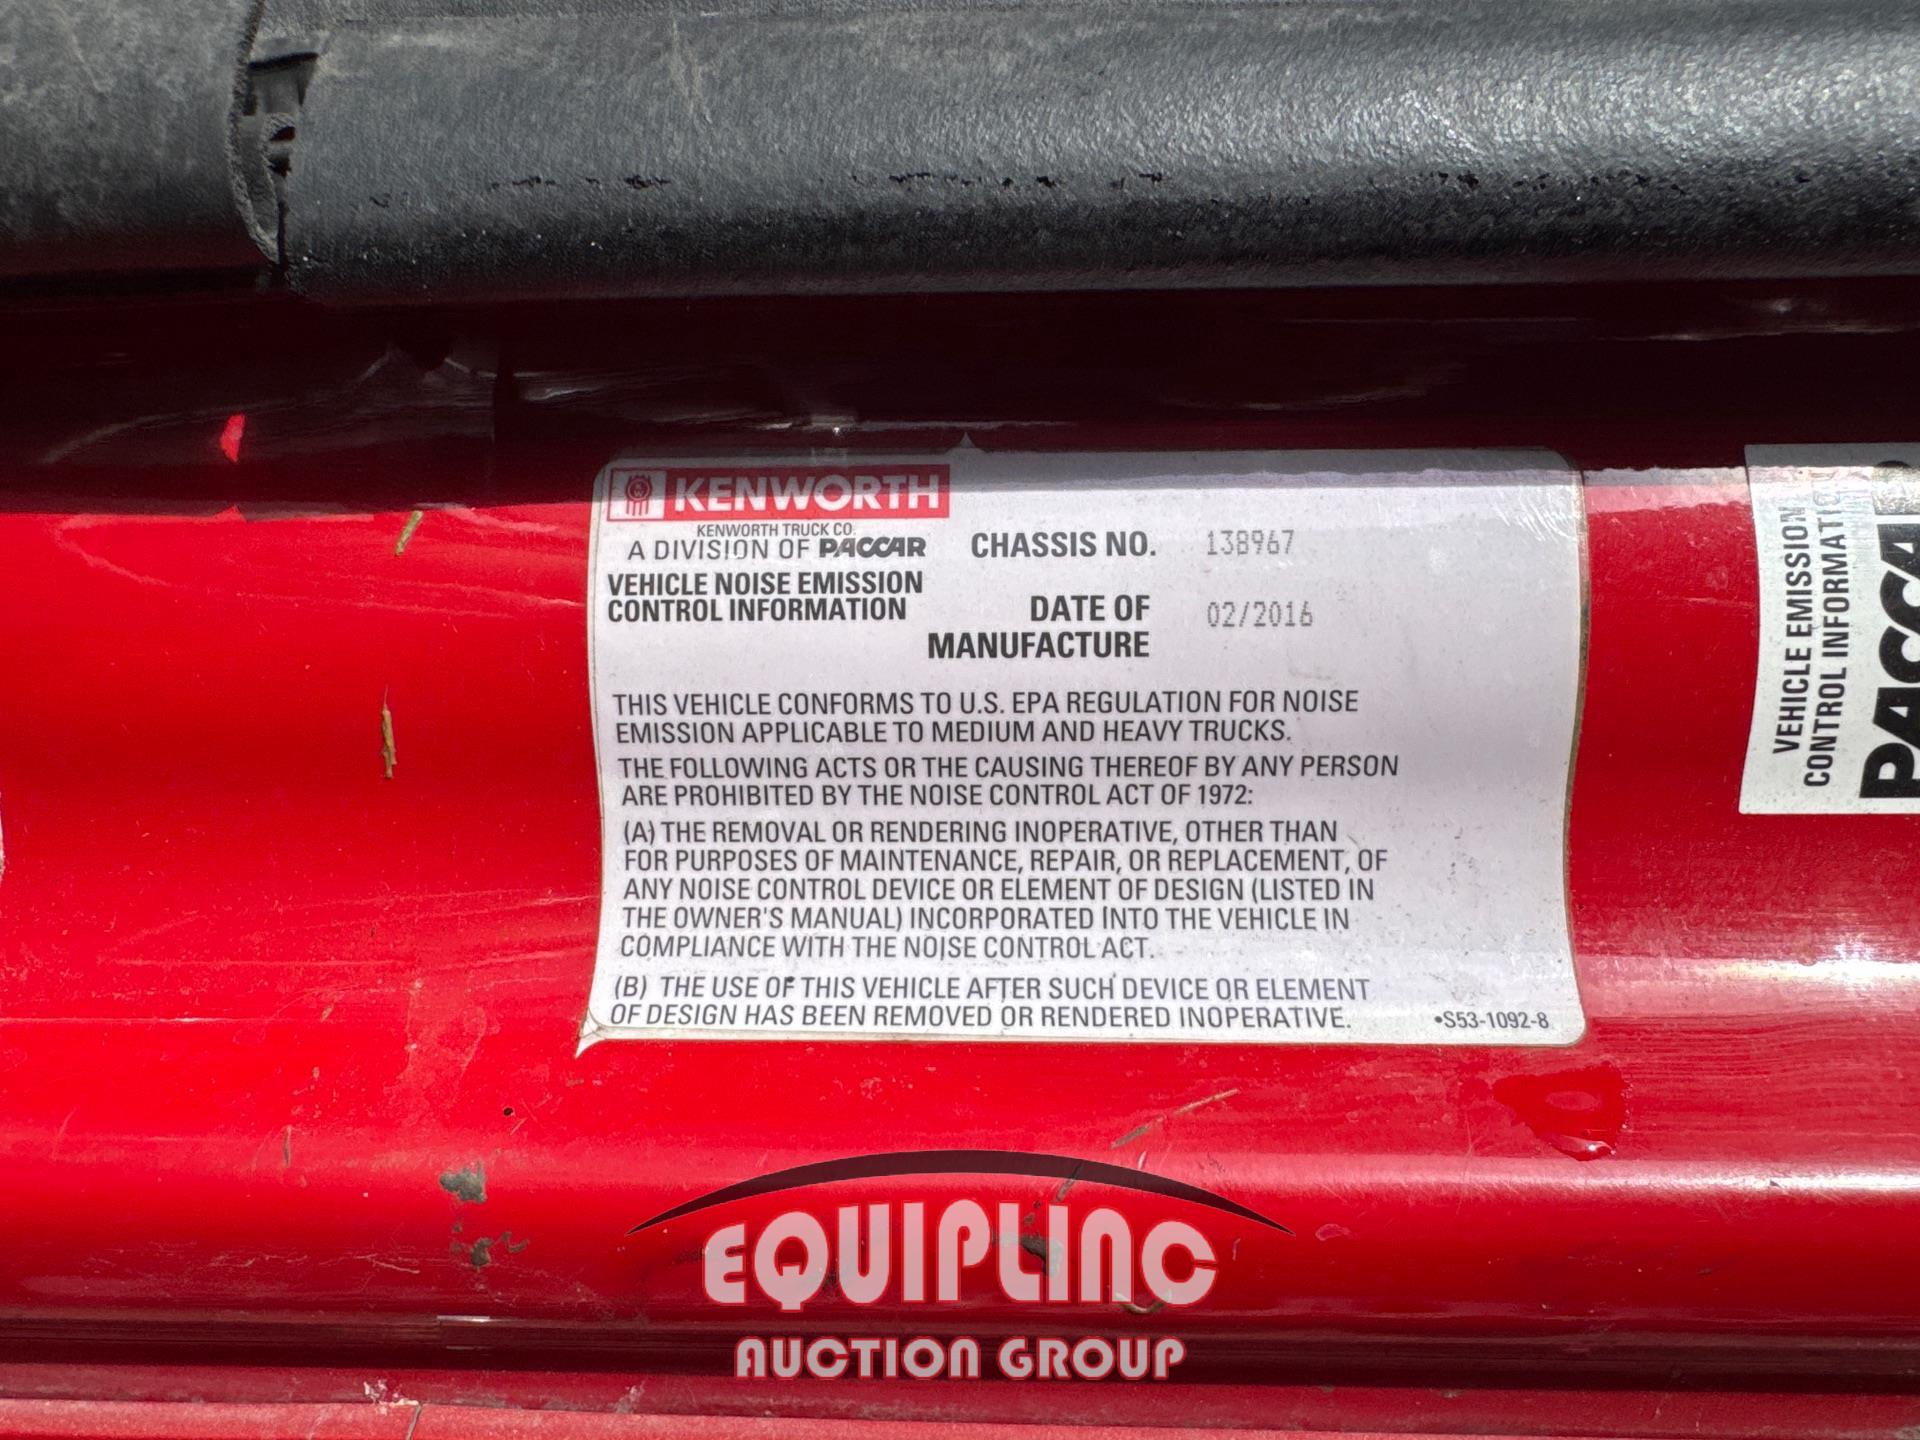 KENWORTH
KENWORTH TRUCK CO.
A DIVISION OF PACCAR
VEHICLE NOISE EMISSION
CONTROL INFORMATION
CHASSIS NO. 138967
DATE OF
MANUFACTURE
02/2016
THIS VEHICLE CONFORMS TO U.S. EPA REGULATION FOR NOISE
EMISSION APPLICABLE TO MEDIUM AND HEAVY TRUCKS.
THE FOLLOWING ACTS OR THE CAUSING THEREOF BY ANY PERSON
ARE PROHIBITED BY THE NOISE CONTROL ACT OF 1972:
(A) THE REMOVAL OR RENDERING INOPERATIVE, OTHER THAN
FOR PURPOSES OF MAINTENANCE, REPAIR, OR REPLACEMENT, OF
ANY NOISE CONTROL DEVICE OR ELEMENT OF DESIGN (LISTED IN
THE OWNER'S MANUAL) INCORPORATED INTO THE VEHICLE IN
COMPLIANCE WITH THE NOISE CONTROL ACT.
(B) THE USE OF THIS VEHICLE AFTER SUCH DEVICE OR ELEMENT
OF DESIGN HAS BEEN REMOVED OR RENDERED INOPERATIVE.
•S53-1092-8
VEHICLE EMISSION
CONTROL INFORMATION
PACCA
EQUIPLINC
AUCTION GROUP